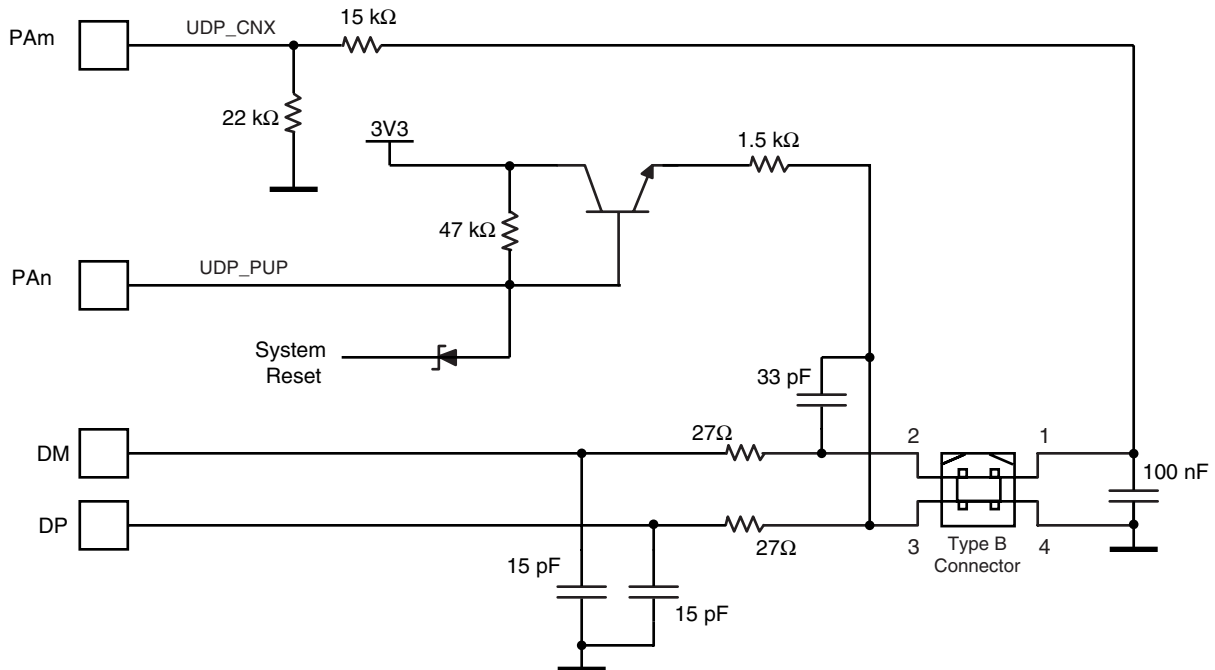 PAm
UDP_CNX
15 kΩ
22 kΩ
3V3
1.5 kΩ
47 kΩ
PAn
UDP_PUP
System
Reset
33 pF
DM
27Ω
2
1
100 nF
DP
27Ω
3
4
Type B
Connector
15 pF
15 pF